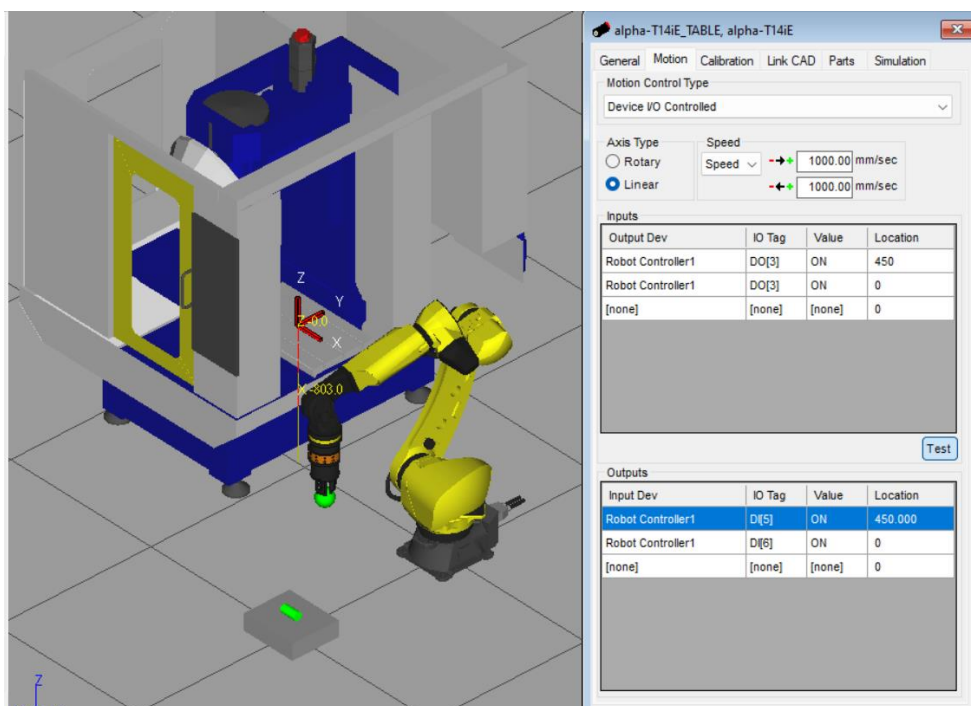 alpha-T14iE_TABLE, alpha-T14iE
General Motion Calibration Link CAD Parts Simulation
Motion Control Type
Device I/O Controlled
Axis Type Speed
Rotary Speed - + 1000.00 mm/sec
Linear - + 1000.00 mm/sec
Inputs
Output Dev IO Tag Value Location
Robot Controller1 DO[3] ON 450
Robot Controller1 DO[3] ON 0
[none] [none] [none] 0
Test
Outputs
Input Dev IO Tag Value Location
Robot Controller1 DI[5] ON 450.000
Robot Controller1 DI[6] ON 0
[none] [none] [none] 0
Z
Y
Z-0.0
X
X-803.0
Z